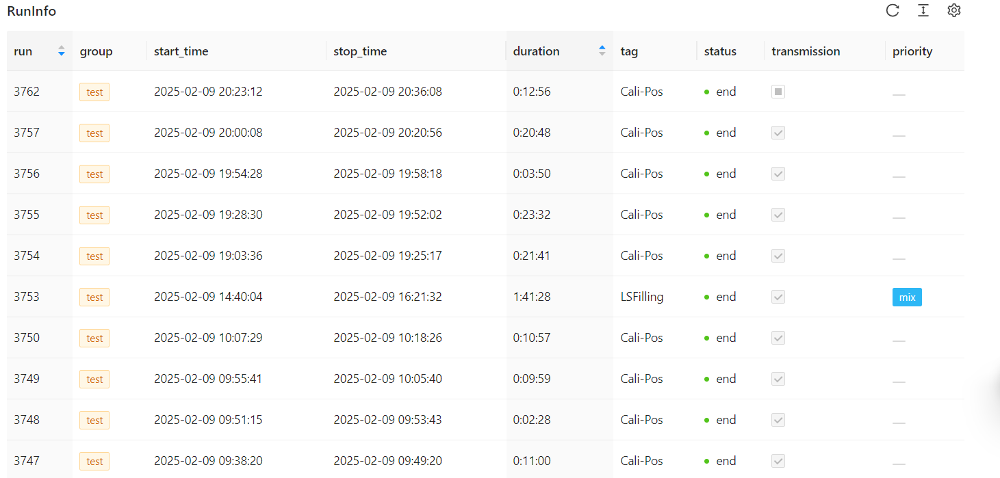 RunInfo
run group start_time stop_time duration tag status transmission priority
3762 test 2025-02-09 20:23:12 2025-02-09 20:36:08 0:12:56 Cali-Pos end
3757 test 2025-02-09 20:00:08 2025-02-09 20:20:56 0:20:48 Cali-Pos end
3756 test 2025-02-09 19:54:28 2025-02-09 19:58:18 0:03:50 Cali-Pos end
3755 test 2025-02-09 19:28:30 2025-02-09 19:52:02 0:23:32 Cali-Pos end
3754 test 2025-02-09 19:03:36 2025-02-09 19:25:17 0:21:41 Cali-Pos end
3753 test 2025-02-09 14:40:04 2025-02-09 16:21:32 1:41:28 LSFilling end mix
3750 test 2025-02-09 10:07:29 2025-02-09 10:18:26 0:10:57 Cali-Pos end
3749 test 2025-02-09 09:55:41 2025-02-09 10:05:40 0:09:59 Cali-Pos end
3748 test 2025-02-09 09:51:15 2025-02-09 09:53:43 0:02:28 Cali-Pos end
3747 test 2025-02-09 09:38:20 2025-02-09 09:49:20 0:11:00 Cali-Pos end